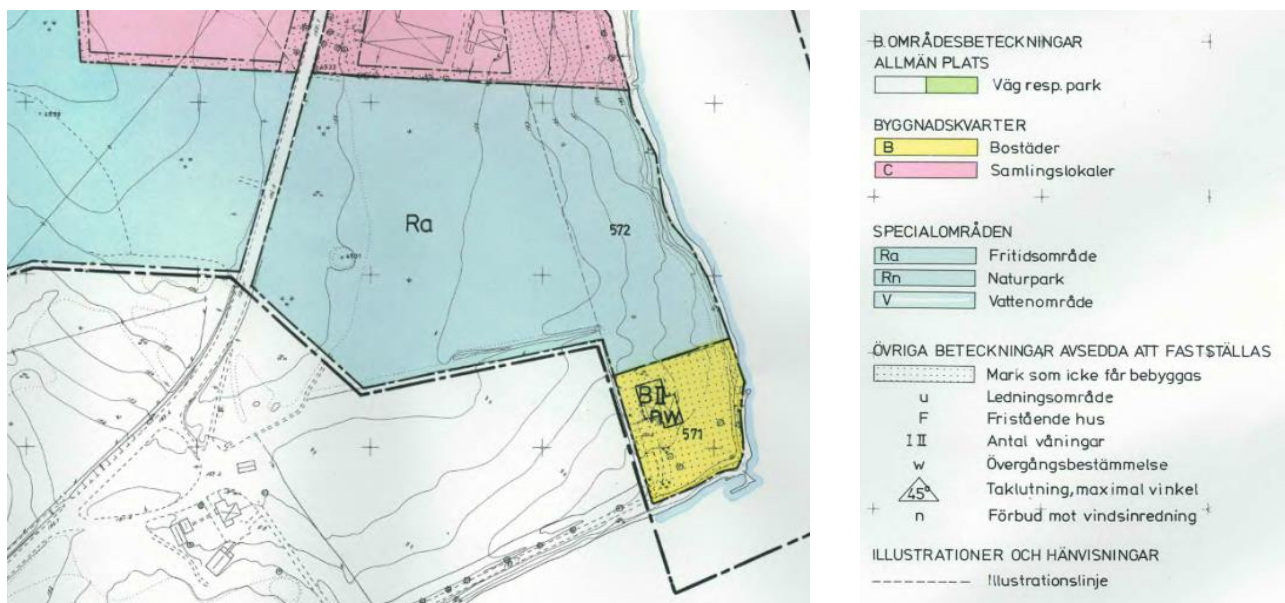 Ra
572
BII
nw
571
B. OMRÅDESBETECKNINGAR
ALLMÄN PLATS
Väg resp. park
BYGGNADSKVARTER
B Bostäder
C Samlingslokaler
SPECIALOMRÅDEN
Ra Fritidsområde
Rn Naturpark
V Vattenområde
ÖVRIGA BETECKNINGAR AVSEDDA ATT FASTSTÄLLAS
Mark som icke får bebyggas
u Ledningsområde
F Fristående hus
I II Antal våningar
w Övergångsbestämmelse
45° Taklutning, maximal vinkel
n Förbud mot vindsinredning
ILLUSTRATIONER OCH HÄNVISNINGAR
Illustrationslinje